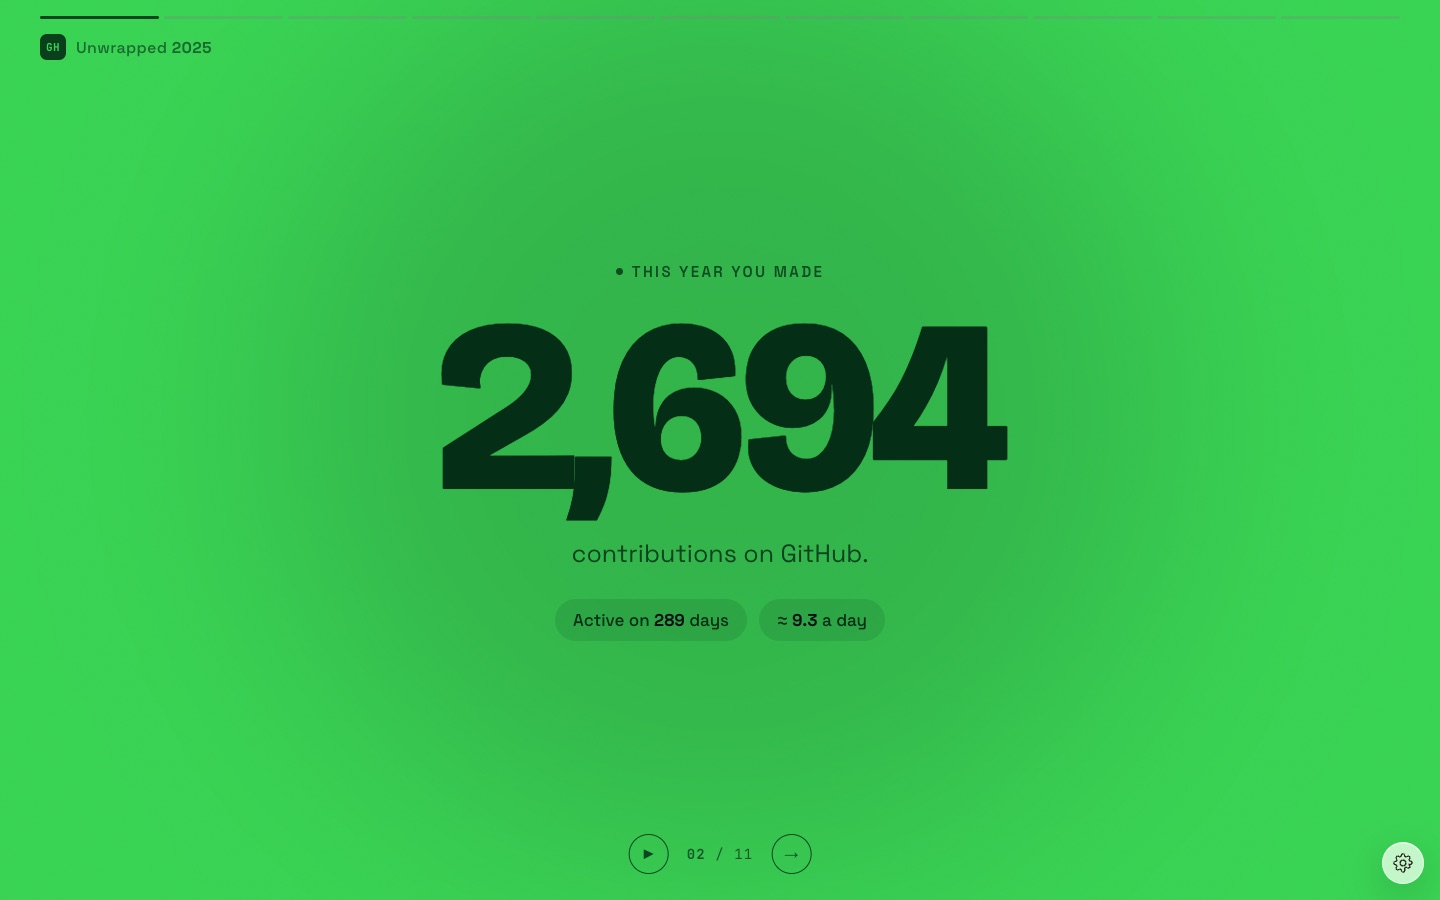 GH
Unwrapped 2025
THIS YEAR YOU MADE
2,694
contributions on GitHub.
Active on 289 days
≈ 9.3 a day
02 / 11